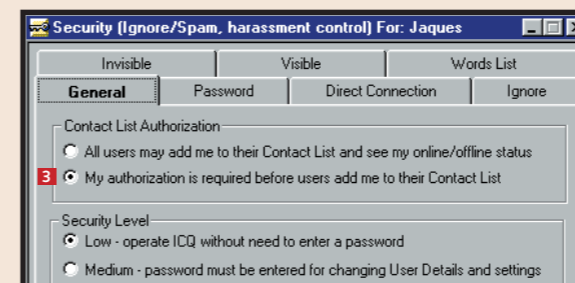 Security (Ignore/Spam, harassment control) For: Jaques
Invisible Visible Words List
General Password Direct Connection Ignore
Contact List Authorization
All users may add me to their Contact List and see my online/offline status
3 My authorization is required before users add me to their Contact List
Security Level
Low - operate ICQ without need to enter a password
Medium - password must be entered for changing User Details and settings